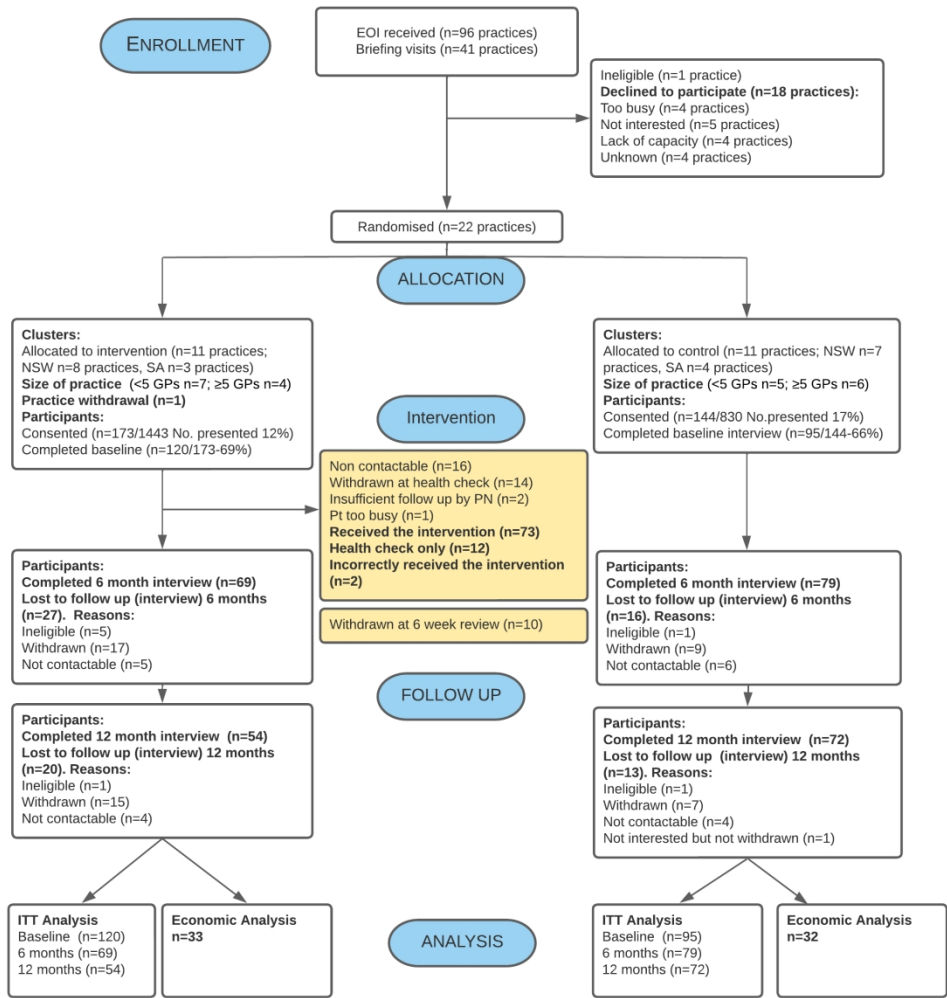 ENROLLMENT
EOI received (n=96 practices)
Briefing visits (n=41 practices)
Ineligible (n=1 practice)
Declined to participate (n=18 practices):
Too busy (n=4 practices)
Not interested (n=5 practices)
Lack of capacity (n=4 practices)
Unknown (n=4 practices)
Randomised (n=22 practices)
ALLOCATION
Clusters:
Allocated to intervention (n=11 practices;
NSW n=8 practices, SA n=3 practices)
Size of practice (<5 GPs n=7; ≥5 GPs n=4)
Practice withdrawal (n=1)
Participants:
Consented (n=173/1443 No. presented 12%)
Completed baseline (n=120/173-69%)
Clusters:
Allocated to control (n=11 practices; NSW n=7
practices, SA n=4 practices)
Size of practice (<5 GPs n=5; ≥5 GPs n=6)
Participants:
Consented (n=144/830 No.presented 17%)
Completed baseline interview (n=95/144-66%)
Intervention
Non contactable (n=16)
Withdrawn at health check (n=14)
Insufficient follow up by PN (n=2)
Pt too busy (n=1)
Received the intervention (n=73)
Health check only (n=12)
Incorrectly received the intervention
(n=2)
Withdrawn at 6 week review (n=10)
Participants:
Completed 6 month interview (n=69)
Lost to follow up (interview) 6 months
(n=27). Reasons:
Ineligible (n=5)
Withdrawn (n=17)
Not contactable (n=5)
Participants:
Completed 6 month interview (n=79)
Lost to follow up (interview) 6 months
(n=16). Reasons:
Ineligible (n=1)
Withdrawn (n=9)
Not contactable (n=6)
FOLLOW UP
Participants:
Completed 12 month interview (n=54)
Lost to follow up (interview) 12 months
(n=20). Reasons:
Ineligible (n=1)
Withdrawn (n=15)
Not contactable (n=4)
Participants:
Completed 12 month interview (n=72)
Lost to follow up (interview) 12 months
(n=13). Reasons:
Ineligible (n=1)
Withdrawn (n=7)
Not contactable (n=4)
Not interested but not withdrawn (n=1)
ITT Analysis
Baseline (n=120)
6 months (n=69)
12 months (n=54)
Economic Analysis
n=33
ANALYSIS
ITT Analysis
Baseline (n=95)
6 months (n=79)
12 months (n=72)
Economic Analysis
n=32